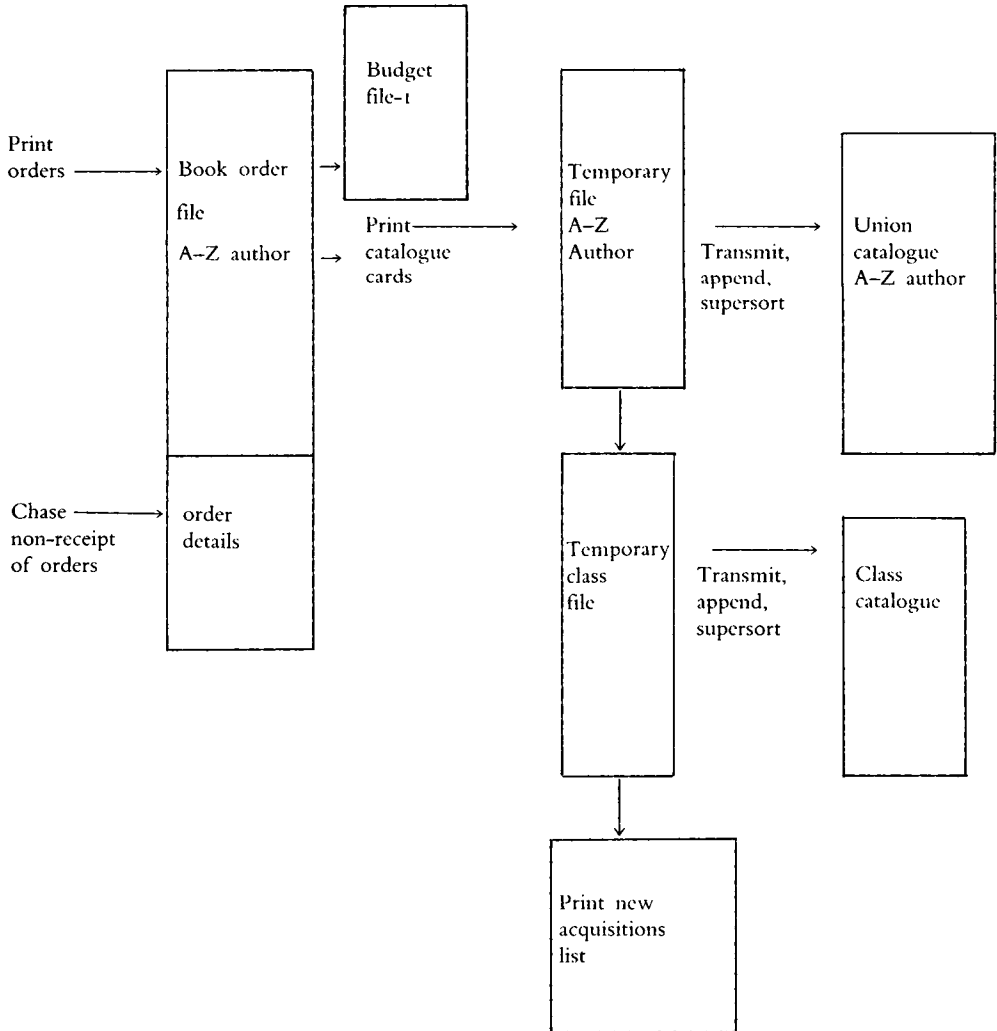 Print
orders
Book order
file
A–Z author
Budget
file-1
Print
catalogue
cards
Temporary
file
A–Z
Author
Transmit,
append,
supersort
Union
catalogue
A–Z author
Chase
non-receipt
of orders
order
details
Temporary
class
file
Transmit,
append,
supersort
Class
catalogue
Print new
acquisitions
list